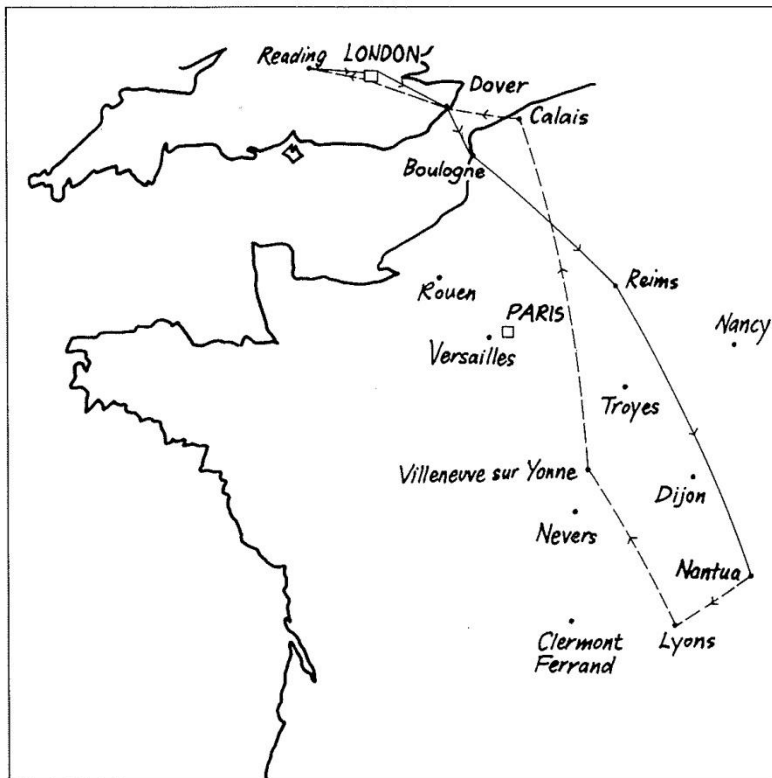 Reading
LONDON
Dover
Calais
Boulogne
Reims
Rouen
PARIS
Nancy
Versailles
Troyes
Villeneuve sur Yonne
Dijon
Nevers
Nantua
Clermont
Ferrand
Lyons